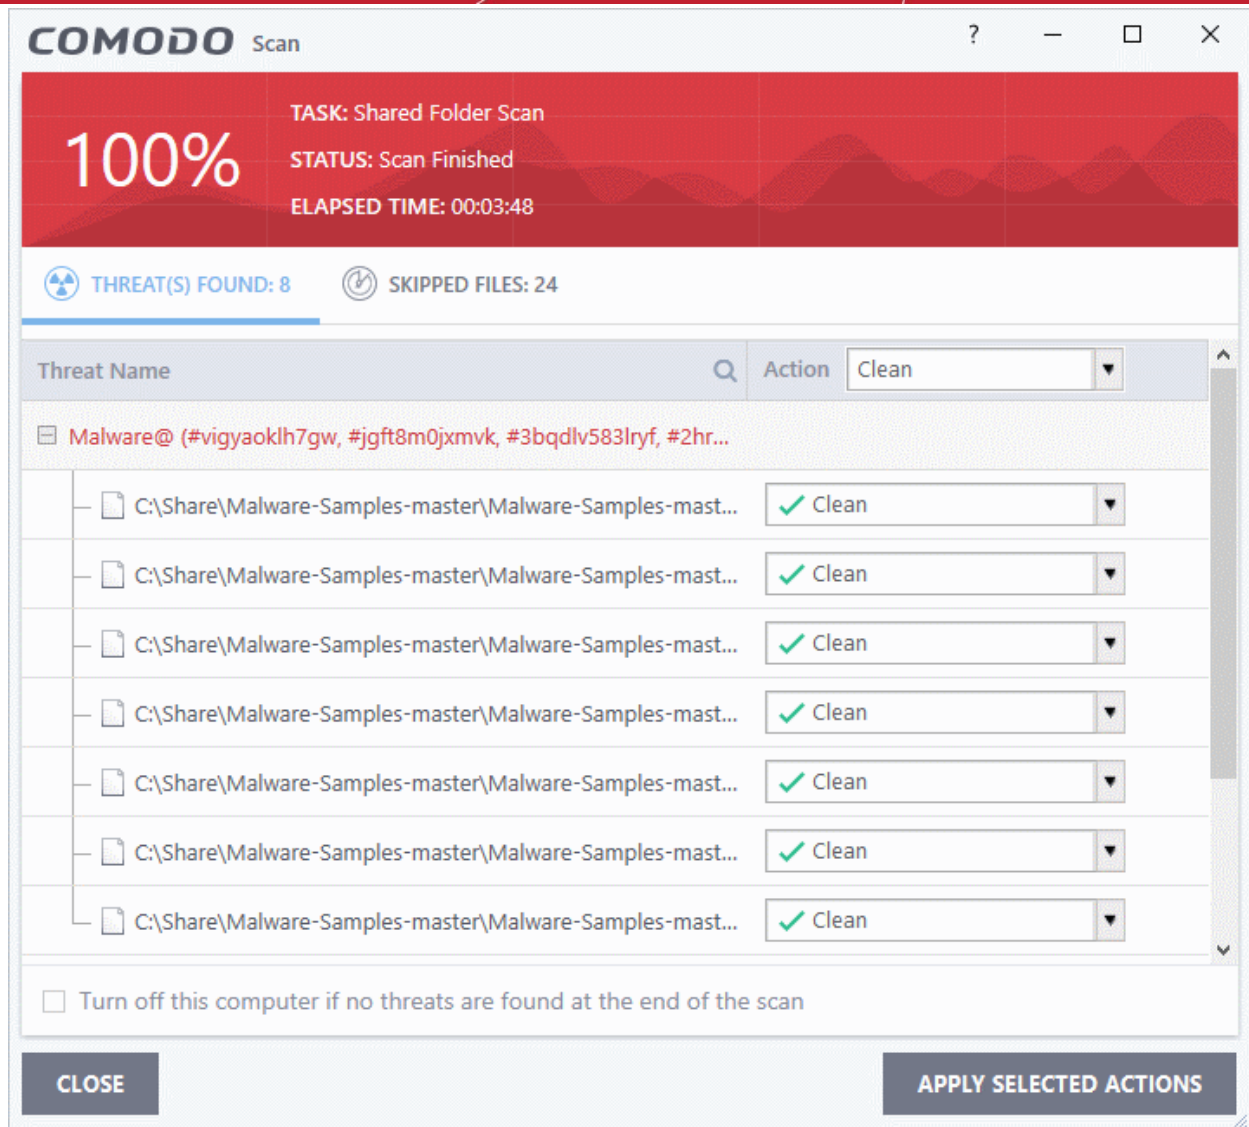 COMODO Scan ?
100%
TASK: Shared Folder Scan
STATUS: Scan Finished
ELAPSED TIME: 00:03:48
THREAT(S) FOUND: 8 SKIPPED FILES: 24
Threat Name Action Clean
Malware@ (#vigyaoklh7gw, #jgft8m0jxmvk, #3bqdlv583lryf, #2hr...
C:\Share\Malware-Samples-master\Malware-Samples-mast... Clean
C:\Share\Malware-Samples-master\Malware-Samples-mast... Clean
C:\Share\Malware-Samples-master\Malware-Samples-mast... Clean
C:\Share\Malware-Samples-master\Malware-Samples-mast... Clean
C:\Share\Malware-Samples-master\Malware-Samples-mast... Clean
C:\Share\Malware-Samples-master\Malware-Samples-mast... Clean
C:\Share\Malware-Samples-master\Malware-Samples-mast... Clean
Turn off this computer if no threats are found at the end of the scan
CLOSE APPLY SELECTED ACTIONS